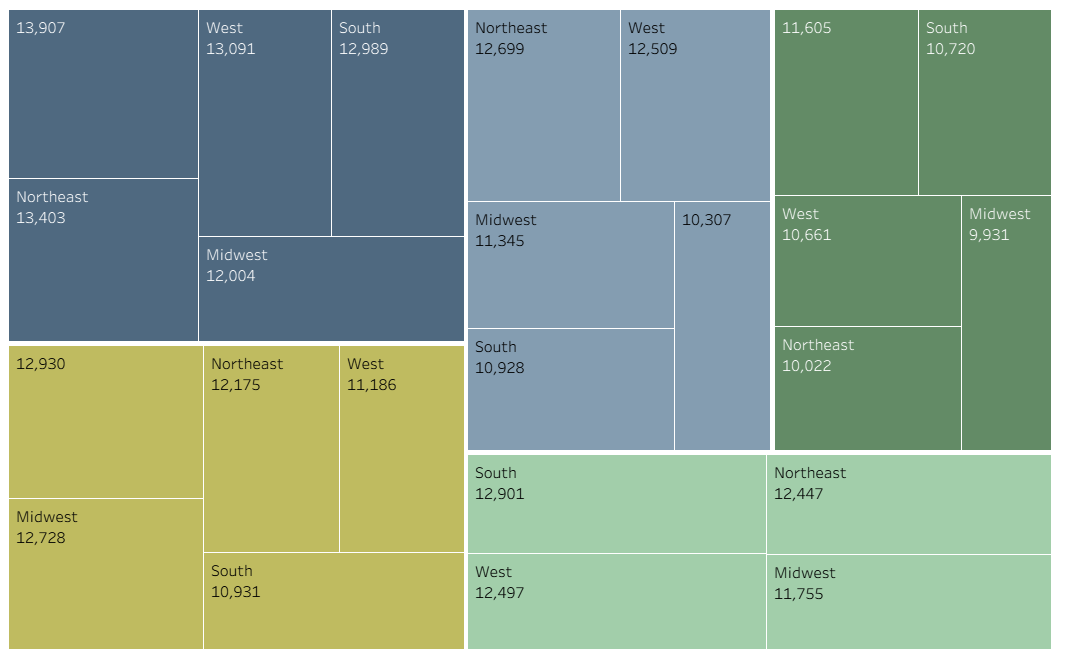 13,907
Northeast
13,403
West
13,091
South
12,989
Midwest
12,004
12,930
Midwest
12,728
Northeast
12,175
West
11,186
South
10,931
Northeast
12,699
West
12,509
Midwest
11,345
South
10,928
10,307
11,605
South
10,720
West
10,661
Northeast
10,022
Midwest
9,931
South
12,901
West
12,497
Northeast
12,447
Midwest
11,755